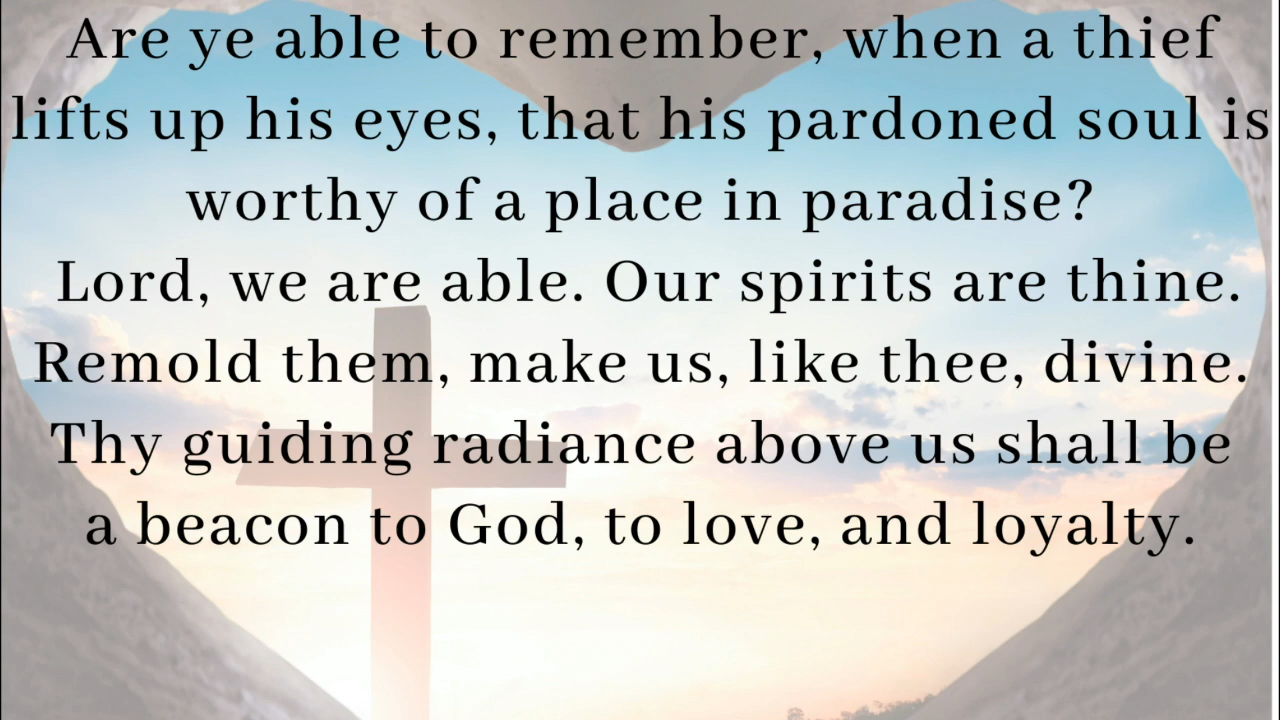 Are ye able to remember, when a thief
lifts up his eyes, that his pardoned soul is
worthy of a place in paradise?
Lord, we are able. Our spirits are thine.
Remold them, make us, like thee, divine.
Thy guiding radiance above us shall be
a beacon to God, to love, and loyalty.